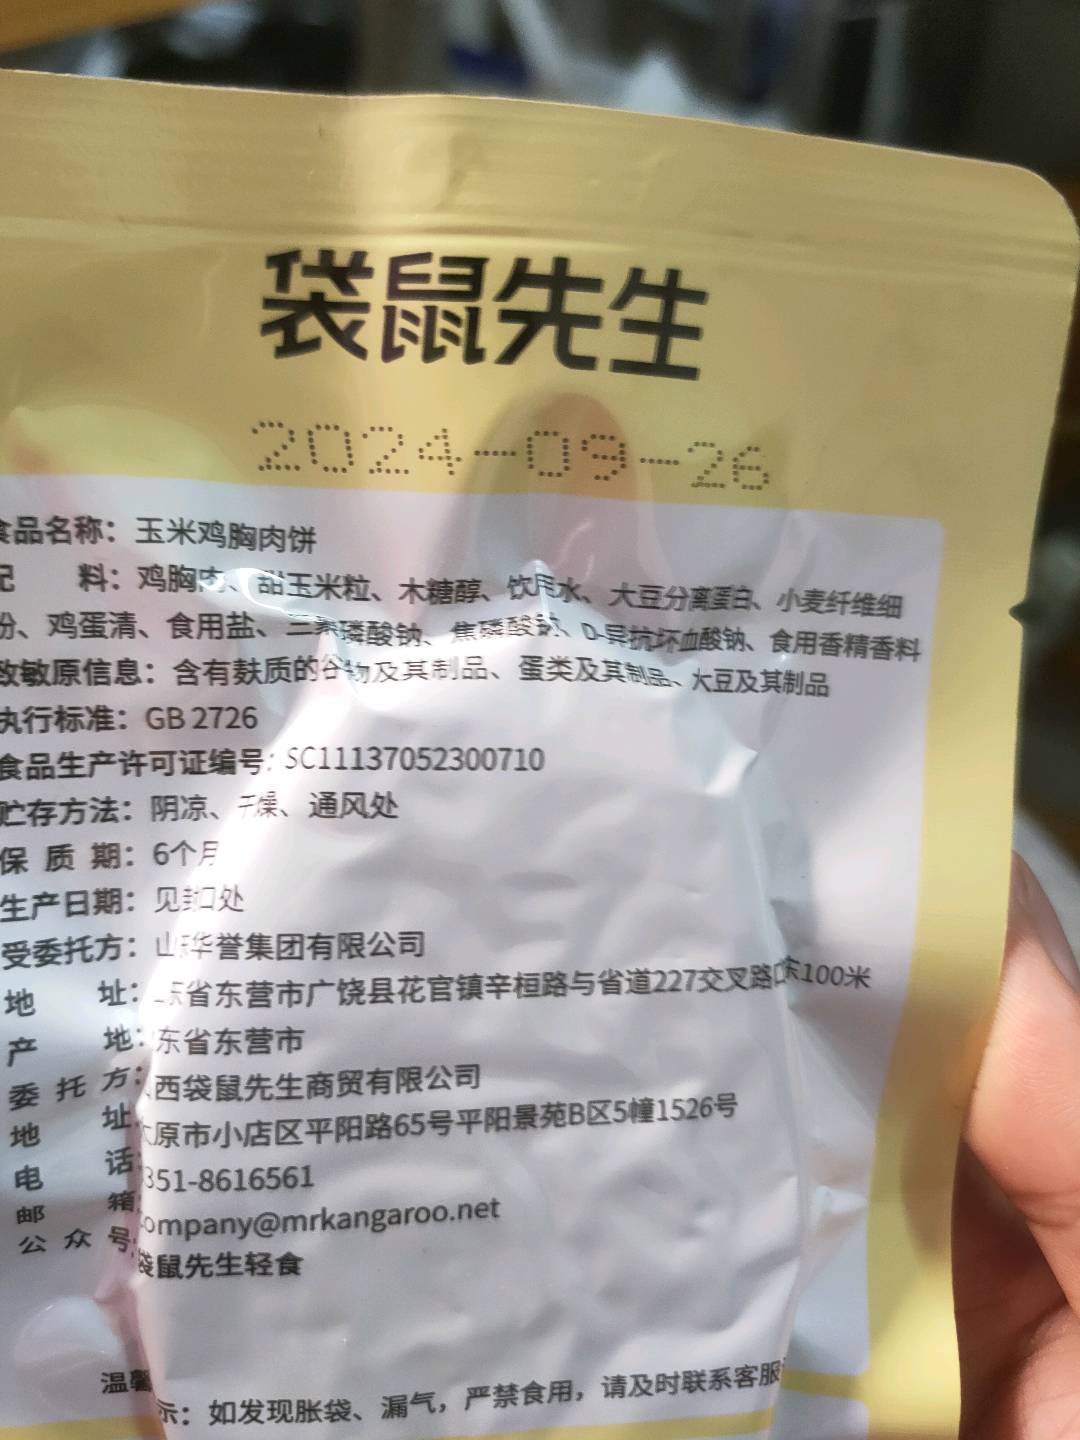 袋鼠先生
2024-09-26
食品名称：玉米鸡胸肉饼
配 料：鸡胸肉、甜玉米粒、木糖醇、饮用水、大豆分离蛋白、小麦纤维细
粉、鸡蛋清、食用盐、三聚磷酸钠、焦磷酸钠、D-异抗坏血酸钠、食用香精香料
致敏原信息：含有麸质的谷物及其制品、蛋类及其制品、大豆及其制品
执行标准：GB 2726
食品生产许可证编号：SC11137052300710
贮存方法：阴凉、干燥、通风处
保 质 期：6个月
生产日期：见封口处
受委托方：山东华誉集团有限公司
地 址：东省东营市广饶县花官镇辛桓路与省道227交叉路口东100米
产 地：东省东营市
委 托 方：西袋鼠先生商贸有限公司
地 址：原市小店区平阳路65号平阳景苑B区5幢1526号
电 话：351-8616561
邮 箱：ompany@mrkangaroo.net
公 众 号：袋鼠先生轻食
温馨
示：如发现胀袋、漏气，严禁食用，请及时联系客服